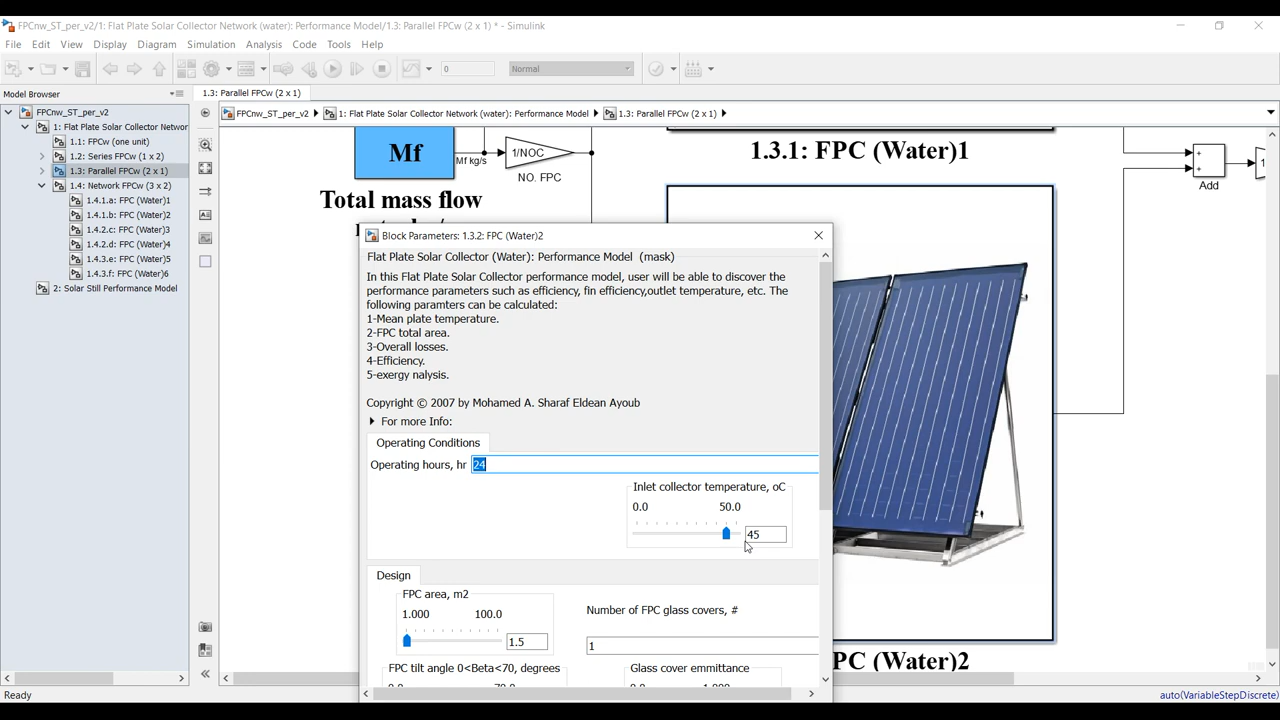 FPCnw_ST_per_v2/1: Flat Plate Solar Collector Network (water): Performance Model/1.3: Parallel FPCw (2 x 1) * - Simulink
File Edit View Display Diagram Simulation Analysis Code Tools Help
0
Normal
Model Browser
1.3: Parallel FPCw (2 x 1)
FPCnw_ST_per_v2
1: Flat Plate Solar Collector Network (water): Performance Model
1.3: Parallel FPCw (2 x 1)
FPCnw_ST_per_v2
1: Flat Plate Solar Collector Networ
1.1: FPCw (one unit)
1.2: Series FPCw (1 x 2)
1.3: Parallel FPCw (2 x 1)
1.4: Network FPCw (3 x 2)
1.4.1.a: FPC (Water)1
1.4.1.b: FPC (Water)2
1.4.2.c: FPC (Water)3
1.4.2.d: FPC (Water)4
1.4.3.e: FPC (Water)5
1.4.3.f: FPC (Water)6
2: Solar Still Performance Model
Mf
Mf kg/s
1/NOC
NO. FPC
Total mass flow
1.3.1: FPC (Water)1
+
+
Add
Block Parameters: 1.3.2: FPC (Water)2
Flat Plate Solar Collector (Water): Performance Model (mask)
In this Flat Plate Solar Collector performance model, user will be able to discover the
performance parameters such as efficiency, fin efficiency,outlet temperature, etc. The
following paramters can be calculated:
1-Mean plate temperature.
2-FPC total area.
3-Overall losses.
4-Efficiency.
5-exergy nalysis.
Copyright © 2007 by Mohamed A. Sharaf Eldean Ayoub
For more Info:
Operating Conditions
Operating hours, hr 24
Inlet collector temperature, oC
0.0 50.0
45
Design
FPC area, m2
1.000 100.0
1.5
Number of FPC glass covers, #
1
FPC tilt angle 0<Beta<70, degrees
Glass cover emmittance
PC (Water)2
Ready
auto(VariableStepDiscrete)